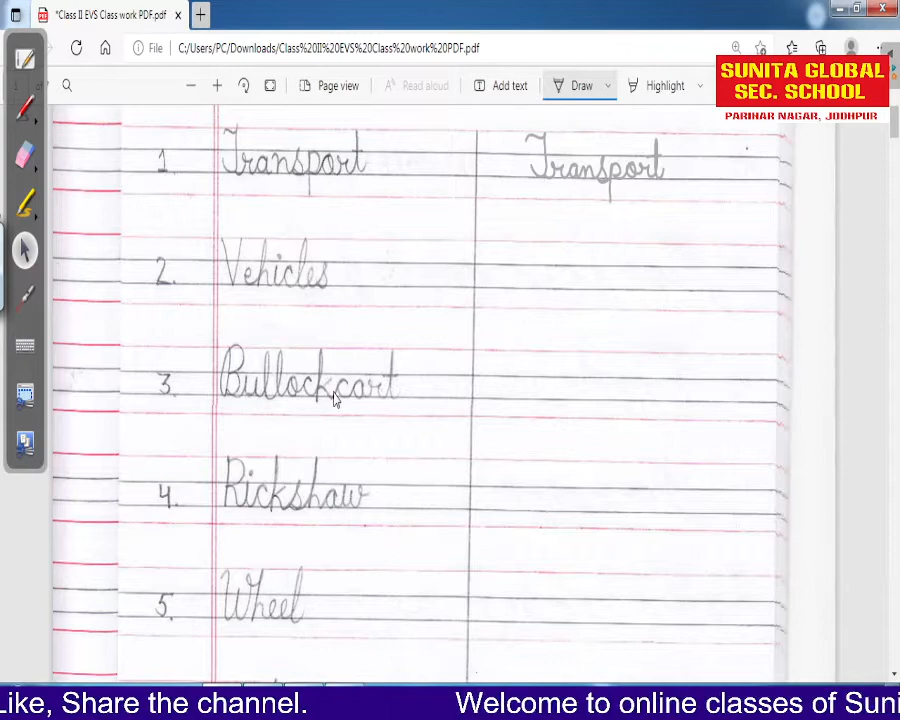 *Class II EVS Class work PDF.pdf
File C:/Users/PC/Downloads/Class%20II%20EVS%20Class%20work%20PDF.pdf
Page view Read aloud Add text Draw Highlight
SUNITA GLOBAL
SEC. SCHOOL
PARIHAR NAGAR, JODHPUR
1. Transport Transport
2. Vehicles
3. Bullockcart
4. Rickshaw
5. Wheel
Like, Share the channel. Welcome to online classes of Suni